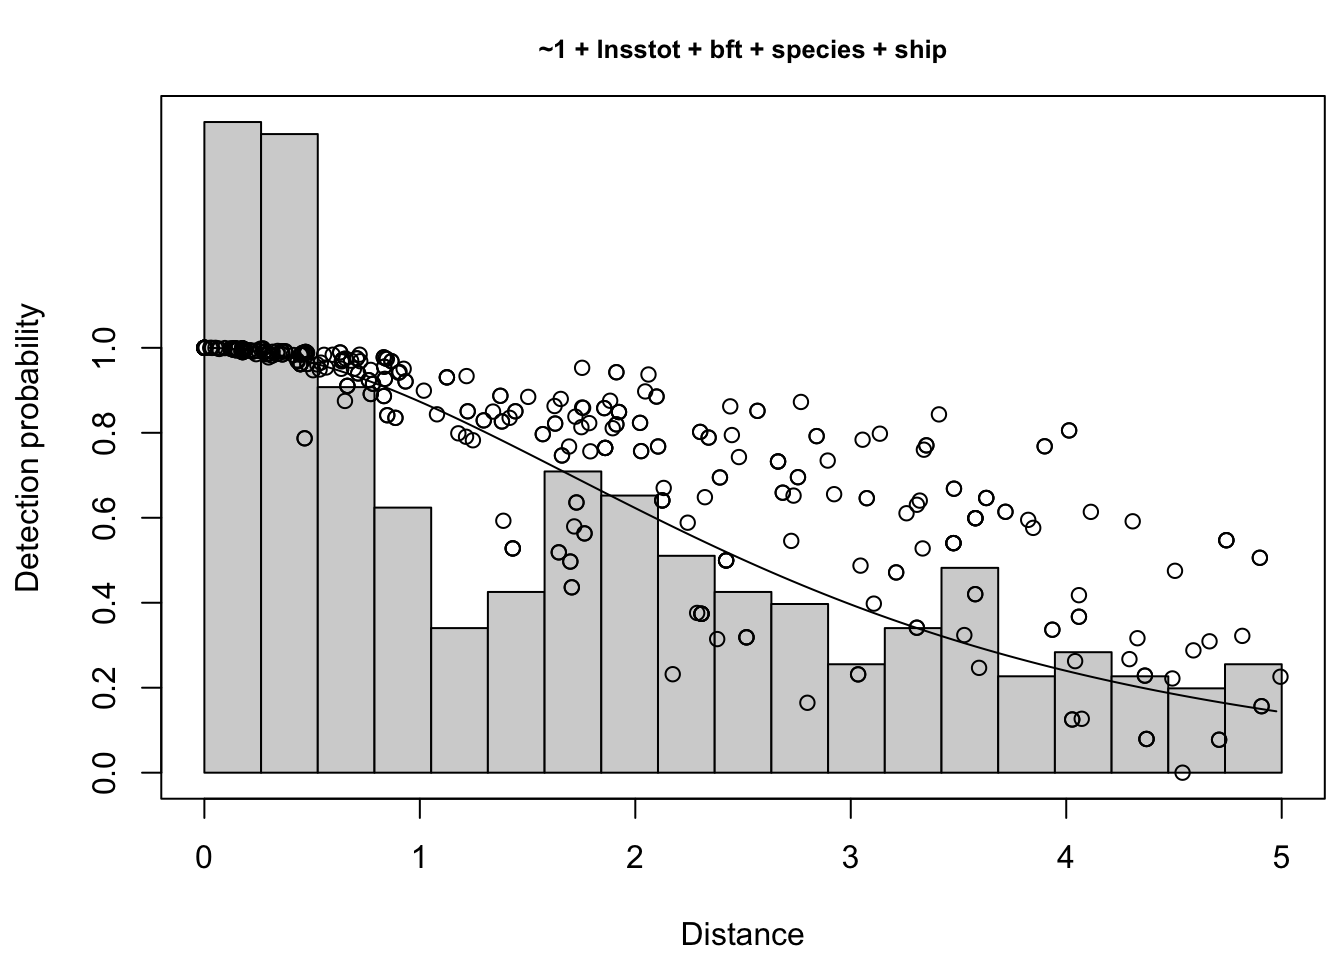 ~1 + lnsstot + bft + species + ship
Detection probability
1.0
0.8
0.6
0.4
0.2
0.0
0 1 2 3 4 5
Distance